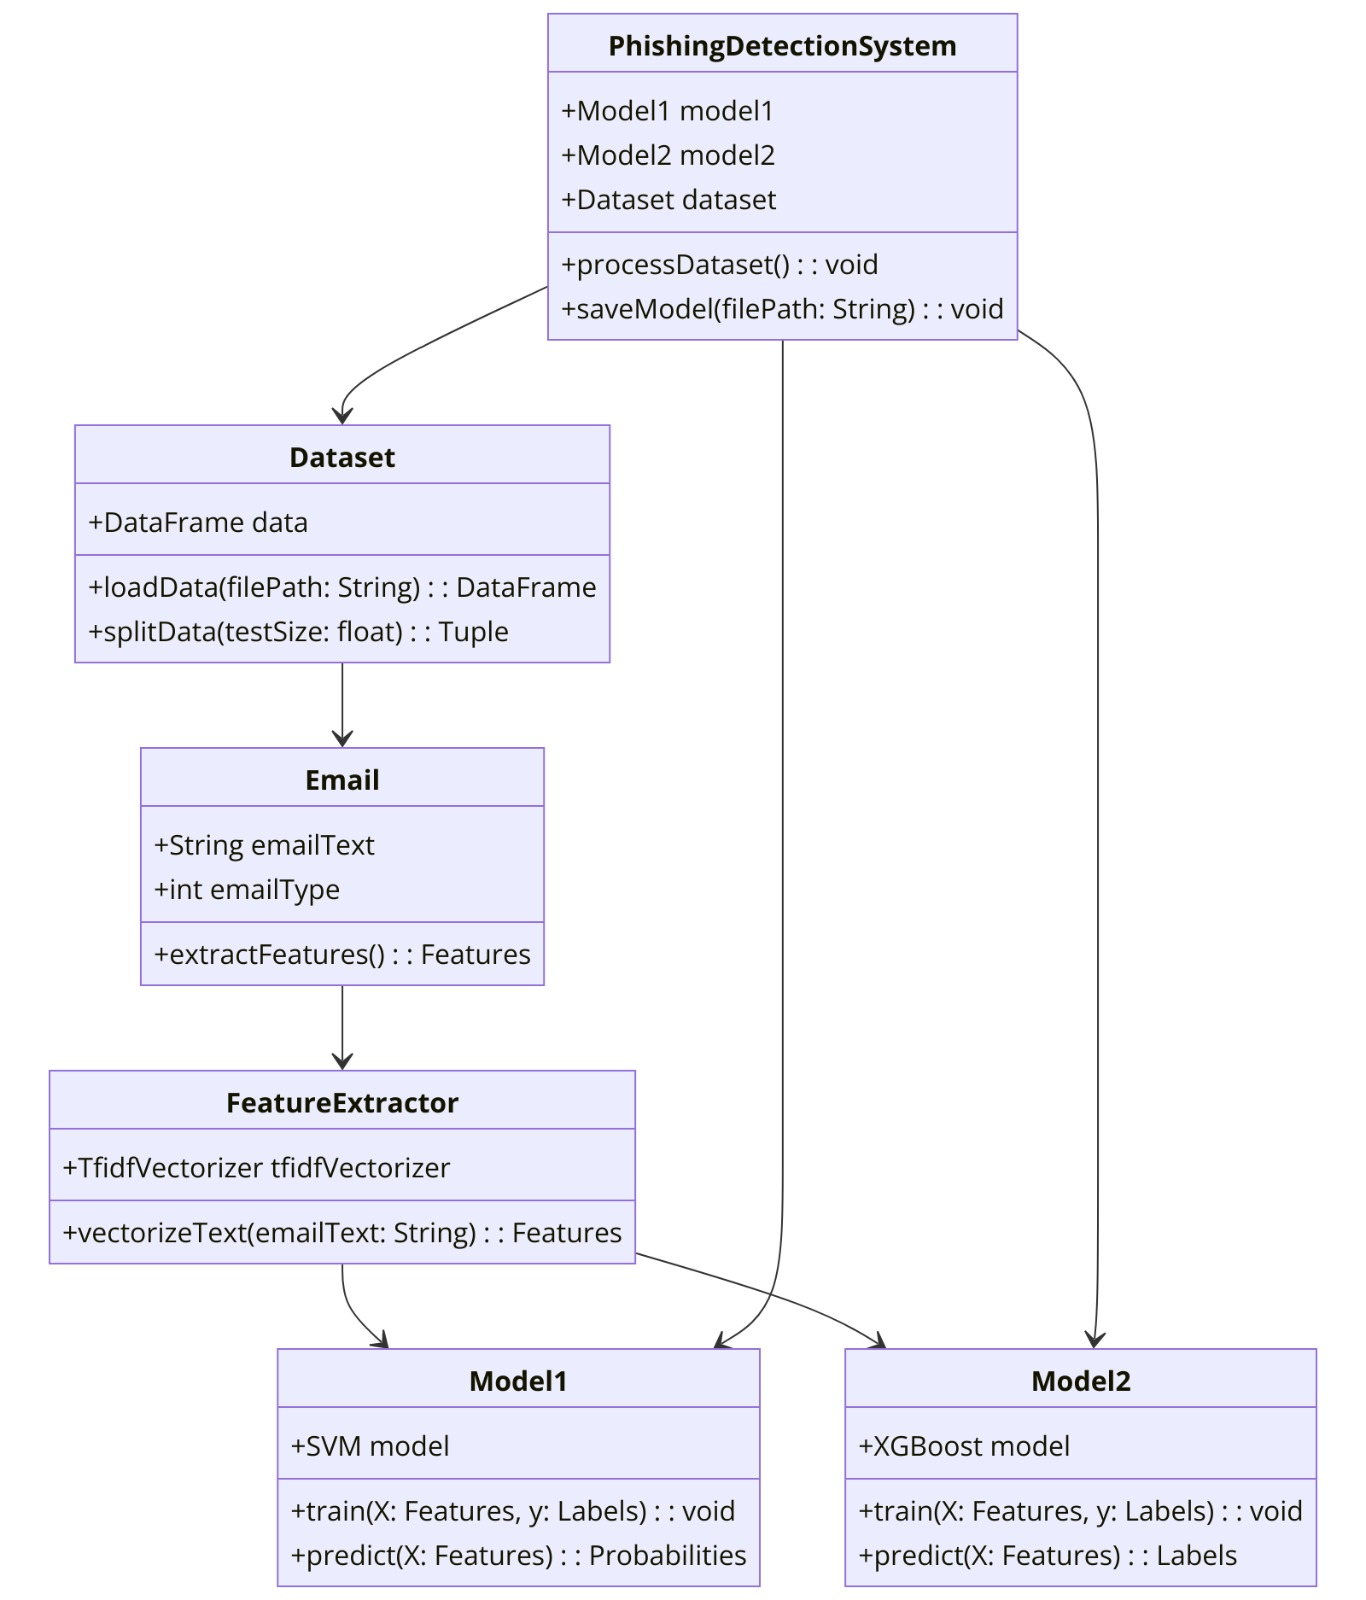 PhishingDetectionSystem
+Model1 model1
+Model2 model2
+Dataset dataset
+processDataset() : : void
+saveModel(filePath: String) : : void
Dataset
+DataFrame data
+loadData(filePath: String) : : DataFrame
+splitData(testSize: float) : : Tuple
Email
+String emailText
+int emailType
+extractFeatures() : : Features
FeatureExtractor
+TfidfVectorizer tfidfVectorizer
+vectorizeText(emailText: String) : : Features
Model1
+SVM model
+train(X: Features, y: Labels) : : void
+predict(X: Features) : : Probabilities
Model2
+XGBoost model
+train(X: Features, y: Labels) : : void
+predict(X: Features) : : Labels